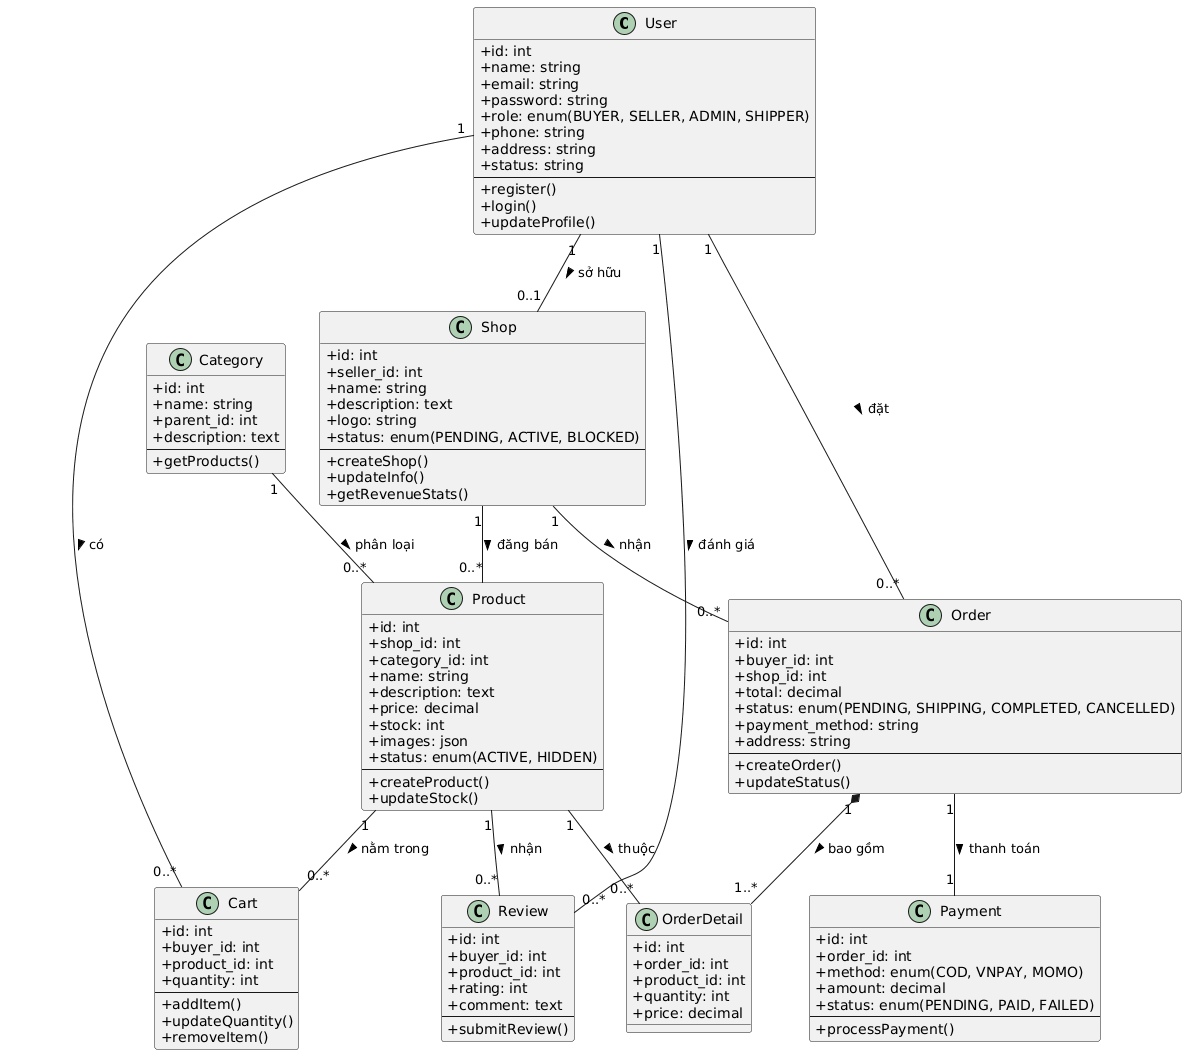 C User
+id: int
+name: string
+email: string
+password: string
+role: enum(BUYER, SELLER, ADMIN, SHIPPER)
+phone: string
+address: string
+status: string
+register()
+login()
+updateProfile()
1
1
1
1
sở hữu
0..1
C Shop
+id: int
+seller_id: int
+name: string
+description: text
+logo: string
+status: enum(PENDING, ACTIVE, BLOCKED)
+createShop()
+updateInfo()
+getRevenueStats()
C Category
+id: int
+name: string
+parent_id: int
+description: text
+getProducts()
đặt
1
1
1
có
phân loại
đăng bán
nhận
đánh giá
0..*
0..*
0..*
0..*
C Product
+id: int
+shop_id: int
+category_id: int
+name: string
+description: text
+price: decimal
+stock: int
+images: json
+status: enum(ACTIVE, HIDDEN)
+createProduct()
+updateStock()
C Order
+id: int
+buyer_id: int
+shop_id: int
+total: decimal
+status: enum(PENDING, SHIPPING, COMPLETED, CANCELLED)
+payment_method: string
+address: string
+createOrder()
+updateStatus()
1
1
1
1
1
nằm trong
nhận
thuộc
bao gồm
thanh toán
0..*
0..*
0..*
0..*
0..*
1..*
1
C Cart
+id: int
+buyer_id: int
+product_id: int
+quantity: int
+addItem()
+updateQuantity()
+removeItem()
C Review
+id: int
+buyer_id: int
+product_id: int
+rating: int
+comment: text
+submitReview()
C OrderDetail
+id: int
+order_id: int
+product_id: int
+quantity: int
+price: decimal
C Payment
+id: int
+order_id: int
+method: enum(COD, VNPAY, MOMO)
+amount: decimal
+status: enum(PENDING, PAID, FAILED)
+processPayment()